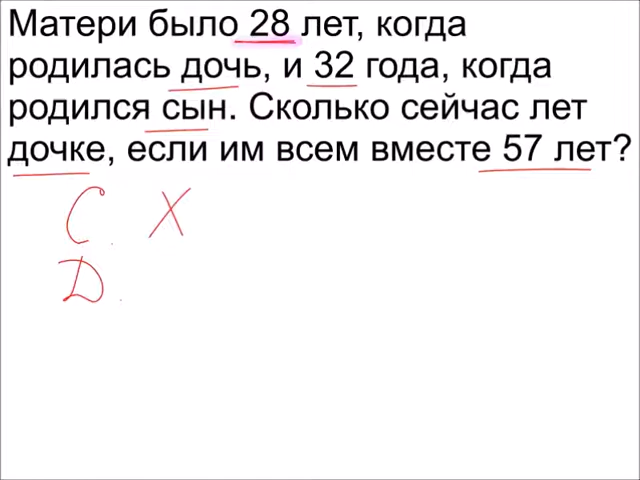 Матери было 28 лет, когда
родилась дочь, и 32 года, когда
родился сын. Сколько сейчас лет
дочке, если им всем вместе 57 лет?
С. X
D.